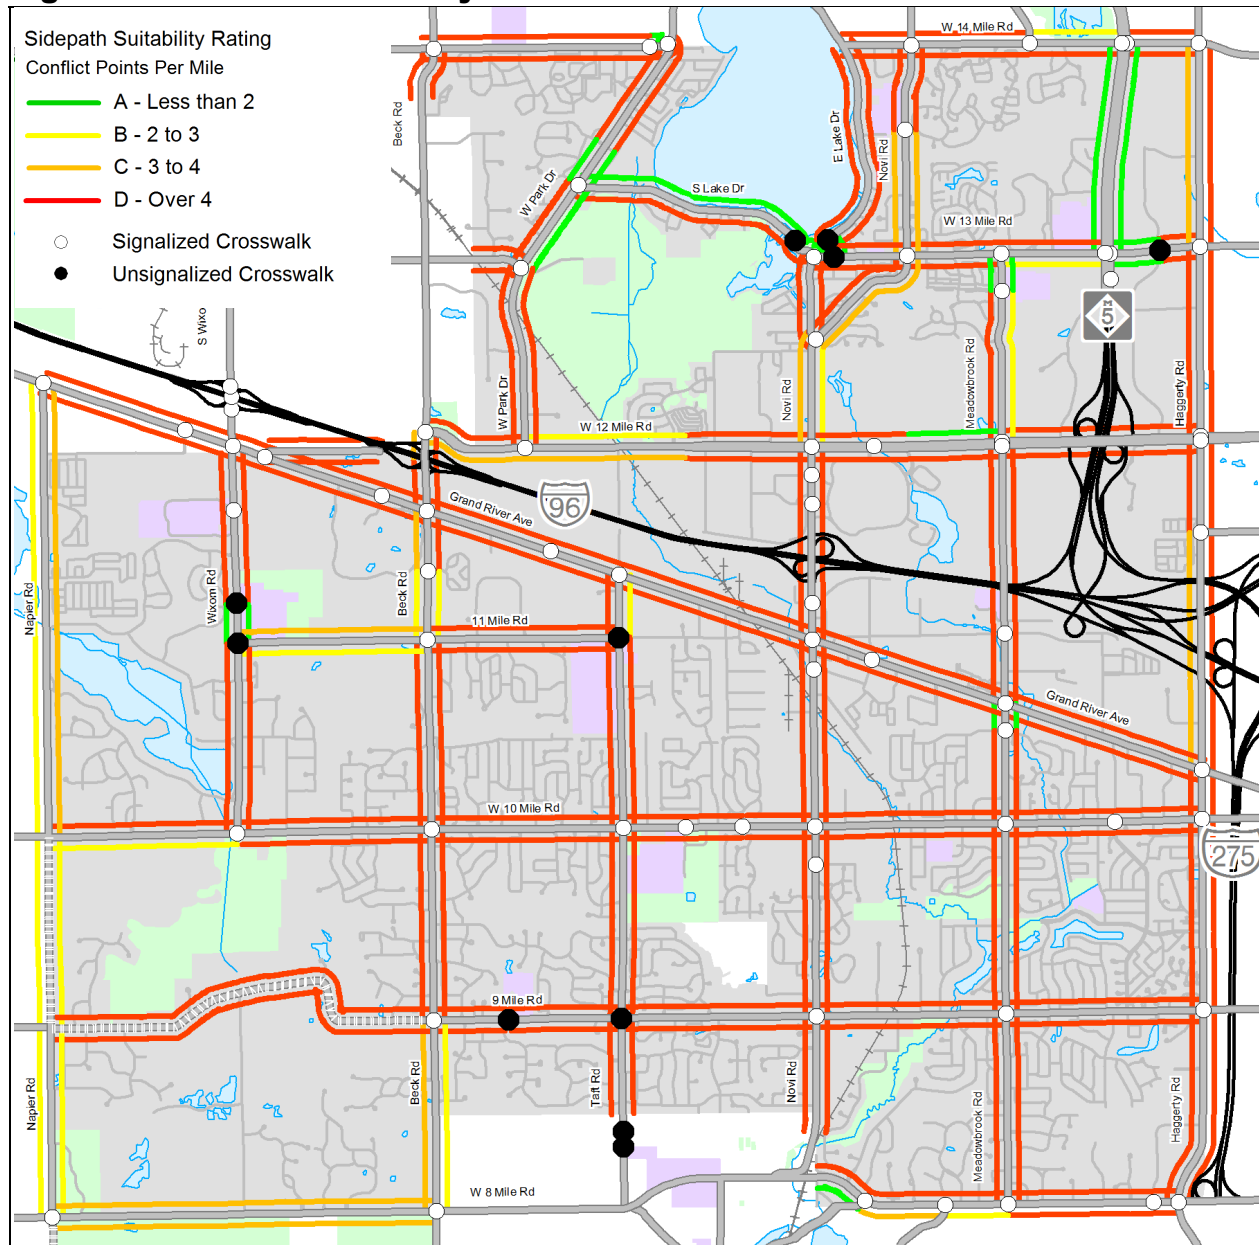 Sidepath Suitability Rating
Conflict Points Per Mile
A - Less than 2
B - 2 to 3
C - 3 to 4
D - Over 4
Signalized Crosswalk
Unsignalized Crosswalk
W 14 Mile Rd
Beck Rd
E Lake Dr
Novi Rd
W Park Dr
S Lake Dr
W 13 Mile Rd
M
5
S Wixo
W Park Dr
Novi Rd
Meadowbrook Rd
Haggerty Rd
W 12 Mile Rd
Grand River Ave
96
Napier Rd
Wixom Rd
Beck Rd
11 Mile Rd
Grand River Ave
W 10 Mile Rd
275
9 Mile Rd
Napier Rd
Beck Rd
Taft Rd
Novi Rd
Meadowbrook Rd
Haggerty Rd
W 8 Mile Rd